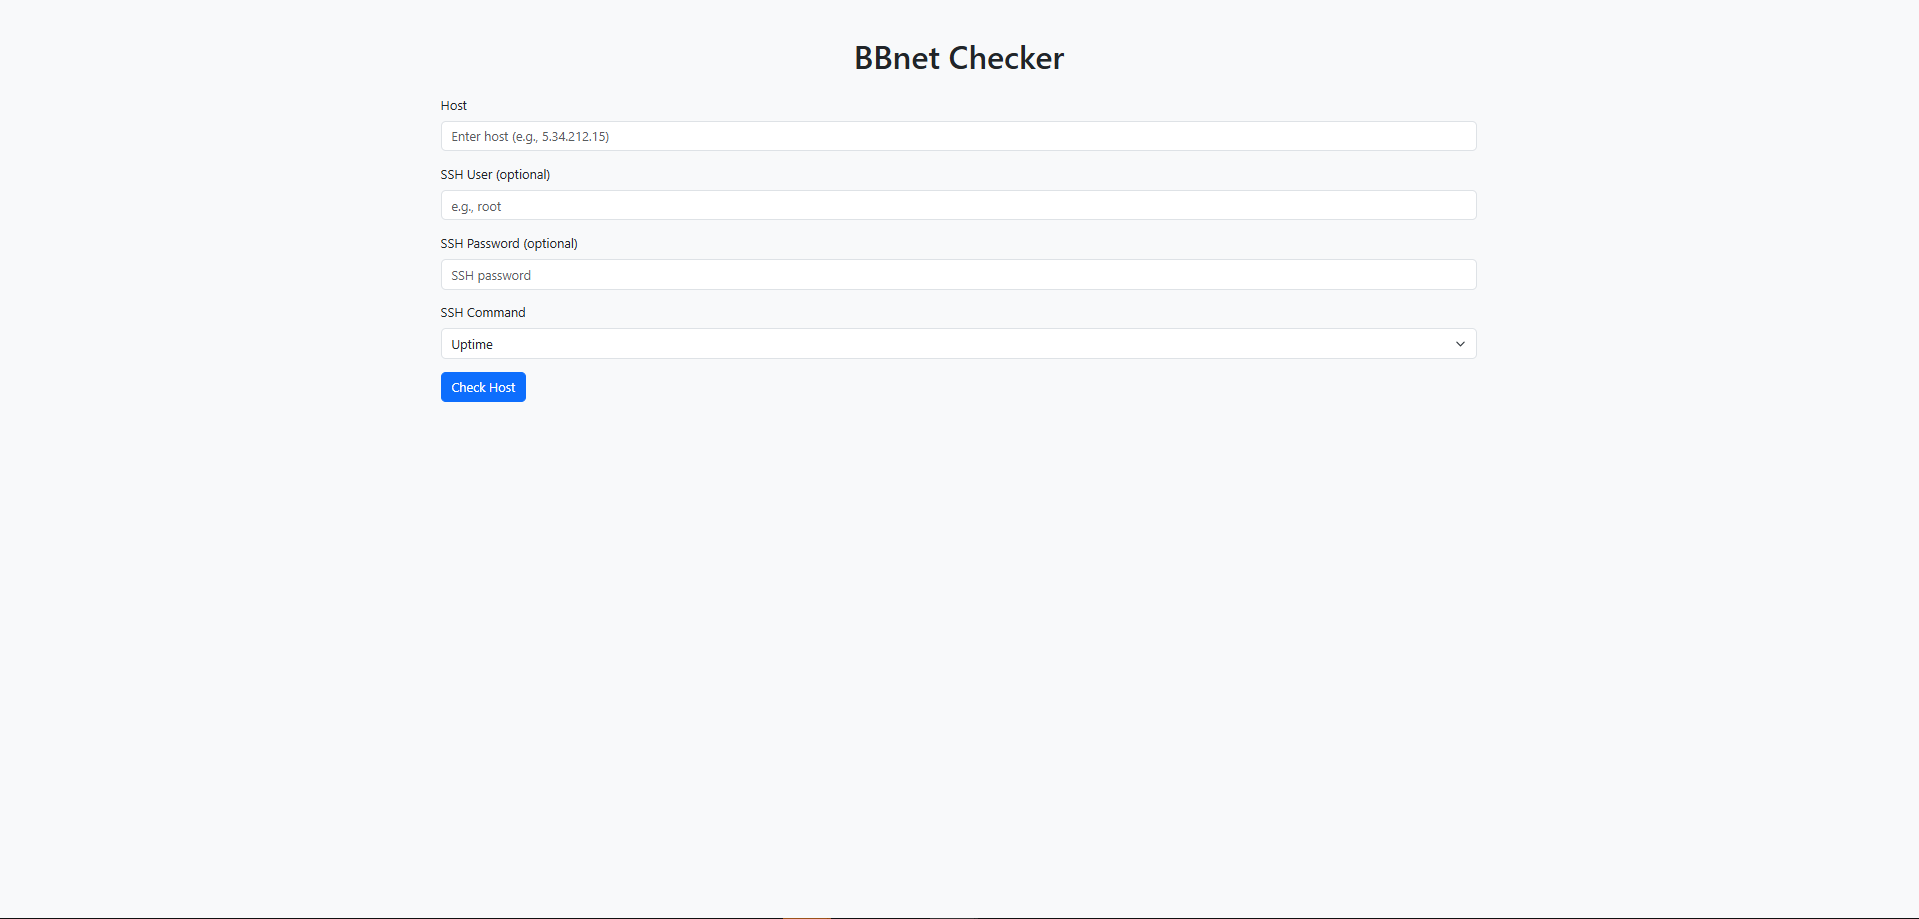 BBnet Checker
Host
Enter host (e.g., 5.34.212.15)
SSH User (optional)
e.g., root
SSH Password (optional)
SSH password
SSH Command
Uptime
Check Host